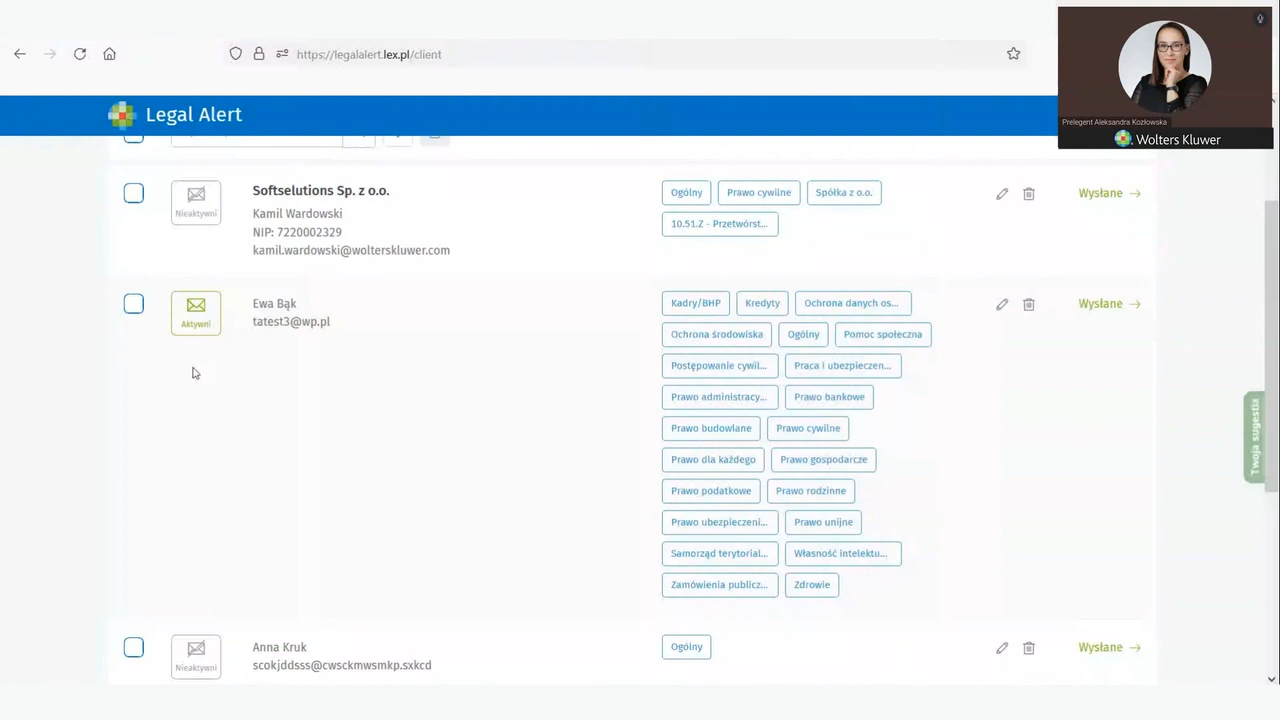 https://legalalert.lex.pl/client
Prelegent Aleksandra Kozłowska
Wolters Kluwer
Legal Alert
Nieaktywni
Softselutions Sp. z o.o.
Kamil Wardowski
NIP: 7220002329
kamil.wardowski@wolterskluwer.com
Ogólny Prawo cywilne Spółka z o.o.
10.51.Z - Przetwórst...
Wysłane →
Aktywni
Ewa Bąk
tatest3@wp.pl
Kadry/BHP Kredyty Ochrona danych os...
Ochrona środowiska Ogólny Pomoc społeczna
Postępowanie cywil... Praca i ubezpieczen...
Prawo administracy... Prawo bankowe
Prawo budowlane Prawo cywilne
Prawo dla każdego Prawo gospodarcze
Prawo podatkowe Prawo rodzinne
Prawo ubezpieczeni... Prawo unijne
Samorząd terytorial... Własność intelektu...
Zamówienia publicz... Zdrowie
Wysłane →
Twoja sugestia
Nieaktywni
Anna Kruk
scokjddsss@cwsckmwsmkp.sxkcd
Ogólny
Wysłane →